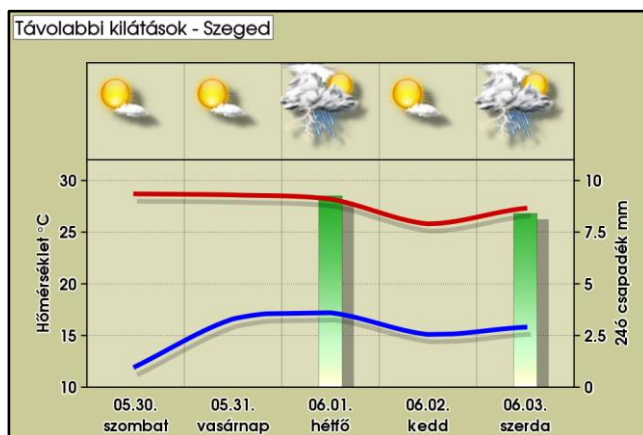 Távolabbi kilátások - Szeged
Hőmérséklet °C
30
25
20
15
10
10
7.5
5
2.5
0
246 csapadék mm
05.30.
szombat
05.31.
vasárnap
06.01.
hétfő
06.02.
kedd
06.03.
szerda